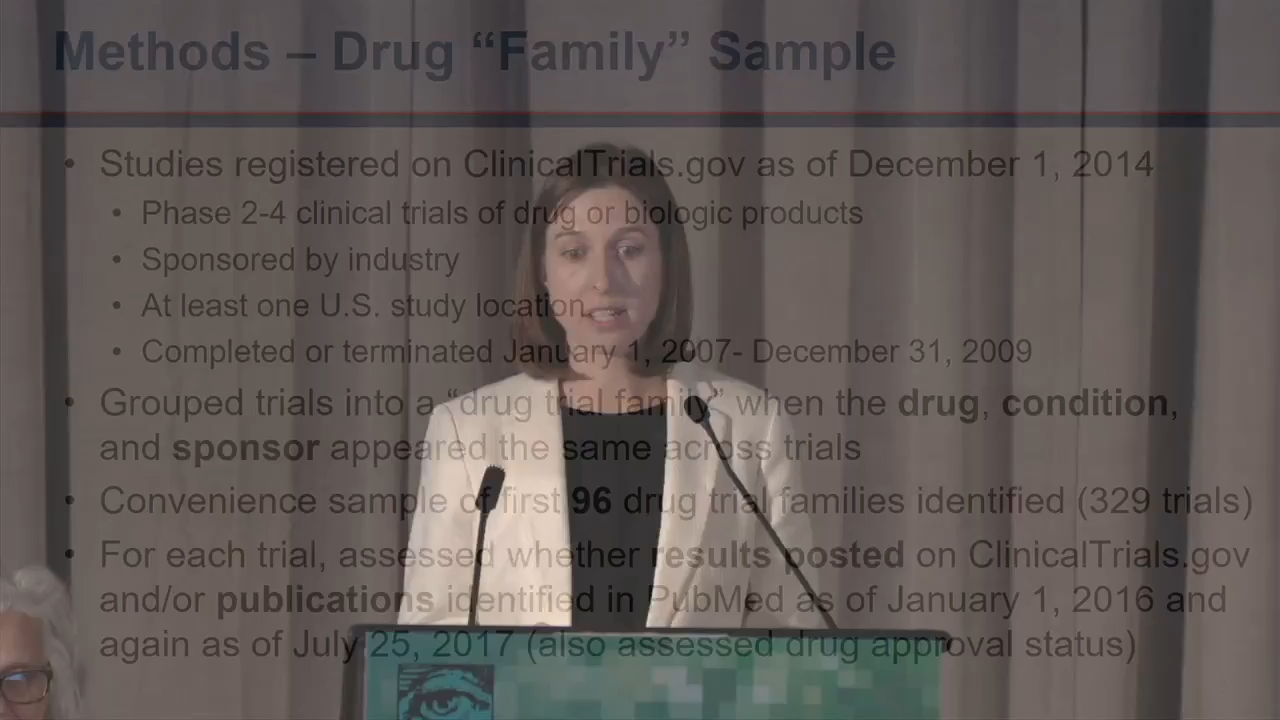 Methods – Drug “Family” Sample
• Studies registered on ClinicalTrials.gov as of December 1, 2014
• Phase 2-4 clinical trials of drug or biologic products
• Sponsored by industry
• At least one U.S. study location
• Completed or terminated January 1, 2007- December 31, 2009
• Grouped trials into a “drug trial family” when the drug, condition,
and sponsor appeared the same across trials
• Convenience sample of first 96 drug trial families identified (329 trials)
• For each trial, assessed whether results posted on ClinicalTrials.gov
and/or publications identified in PubMed as of January 1, 2016 and
again as of July 25, 2017 (also assessed drug approval status)